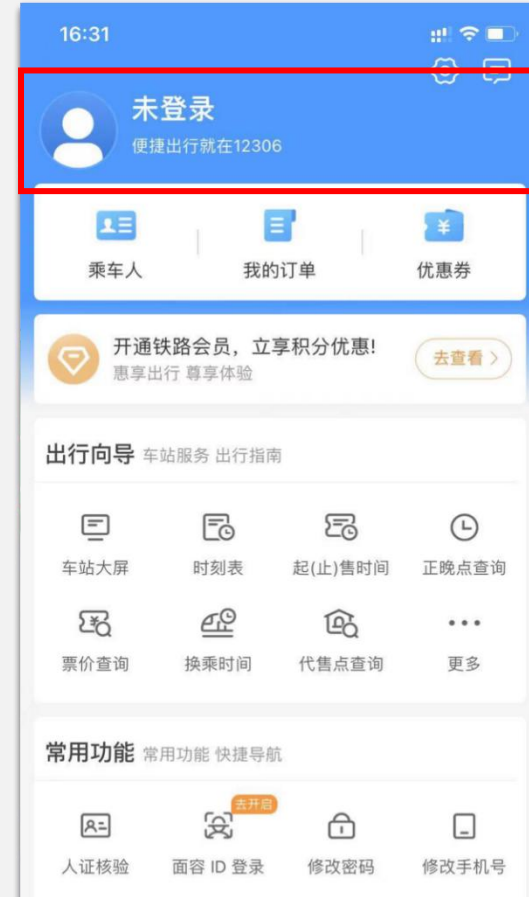 16:31
未登录
便捷出行就在12306
乘车人 我的订单 优惠券
开通铁路会员，立享积分优惠!
惠享出行 尊享体验
去查看 >
出行向导 车站服务 出行指南
车站大屏 时刻表 起(止)售时间 正晚点查询
票价查询 换乘时间 代售点查询 更多
常用功能 常用功能 快捷导航
去开启
人证核验 面容 ID 登录 修改密码 修改手机号